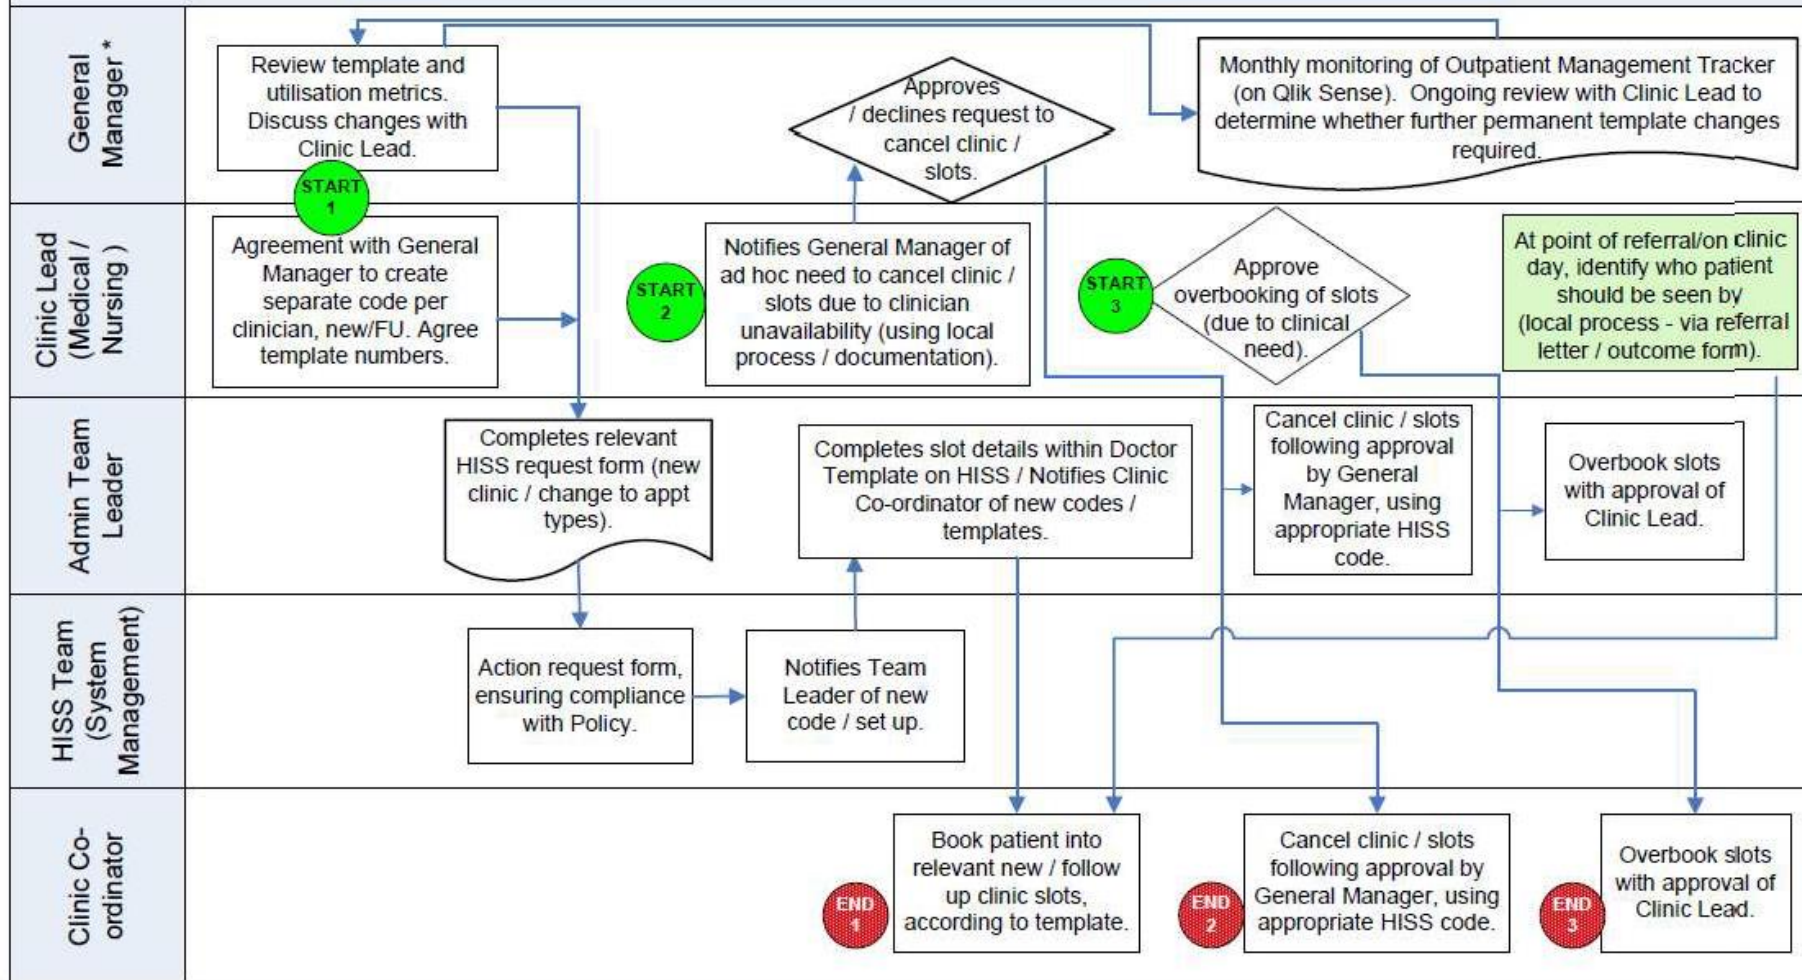 General
Manager *
Review template and
utilisation metrics.
Discuss changes with
Clinic Lead.
START
1
Approves
/ declines request to
cancel clinic /
slots.
Monthly monitoring of Outpatient Management Tracker
(on Qlik Sense). Ongoing review with Clinic Lead to
determine whether further permanent template changes
required.
Clinic Lead
(Medical /
Nursing )
Agreement with General
Manager to create
separate code per
clinician, new/FU. Agree
template numbers.
START
2
Notifies General Manager of
ad hoc need to cancel clinic /
slots due to clinician
unavailability (using local
process / documentation).
START
3
Approve
overbooking of slots
(due to clinical
need).
At point of referral/on clinic
day, identify who patient
should be seen by
(local process - via referral
letter / outcome form).
Admin Team
Leader
Completes relevant
HISS request form (new
clinic / change to appt
types).
Completes slot details within Doctor
Template on HISS / Notifies Clinic
Co-ordinator of new codes /
templates.
Cancel clinic / slots
following approval
by General
Manager, using
appropriate HISS
code.
Overbook slots
with approval of
Clinic Lead.
HISS Team
(System
Management)
Action request form,
ensuring compliance
with Policy.
Notifies Team
Leader of new
code / set up.
Clinic Co-
ordinator
END
1
Book patient into
relevant new / follow
up clinic slots,
according to template.
END
2
Cancel clinic / slots
following approval by
General Manager, using
appropriate HISS code.
END
3
Overbook slots
with approval of
Clinic Lead.